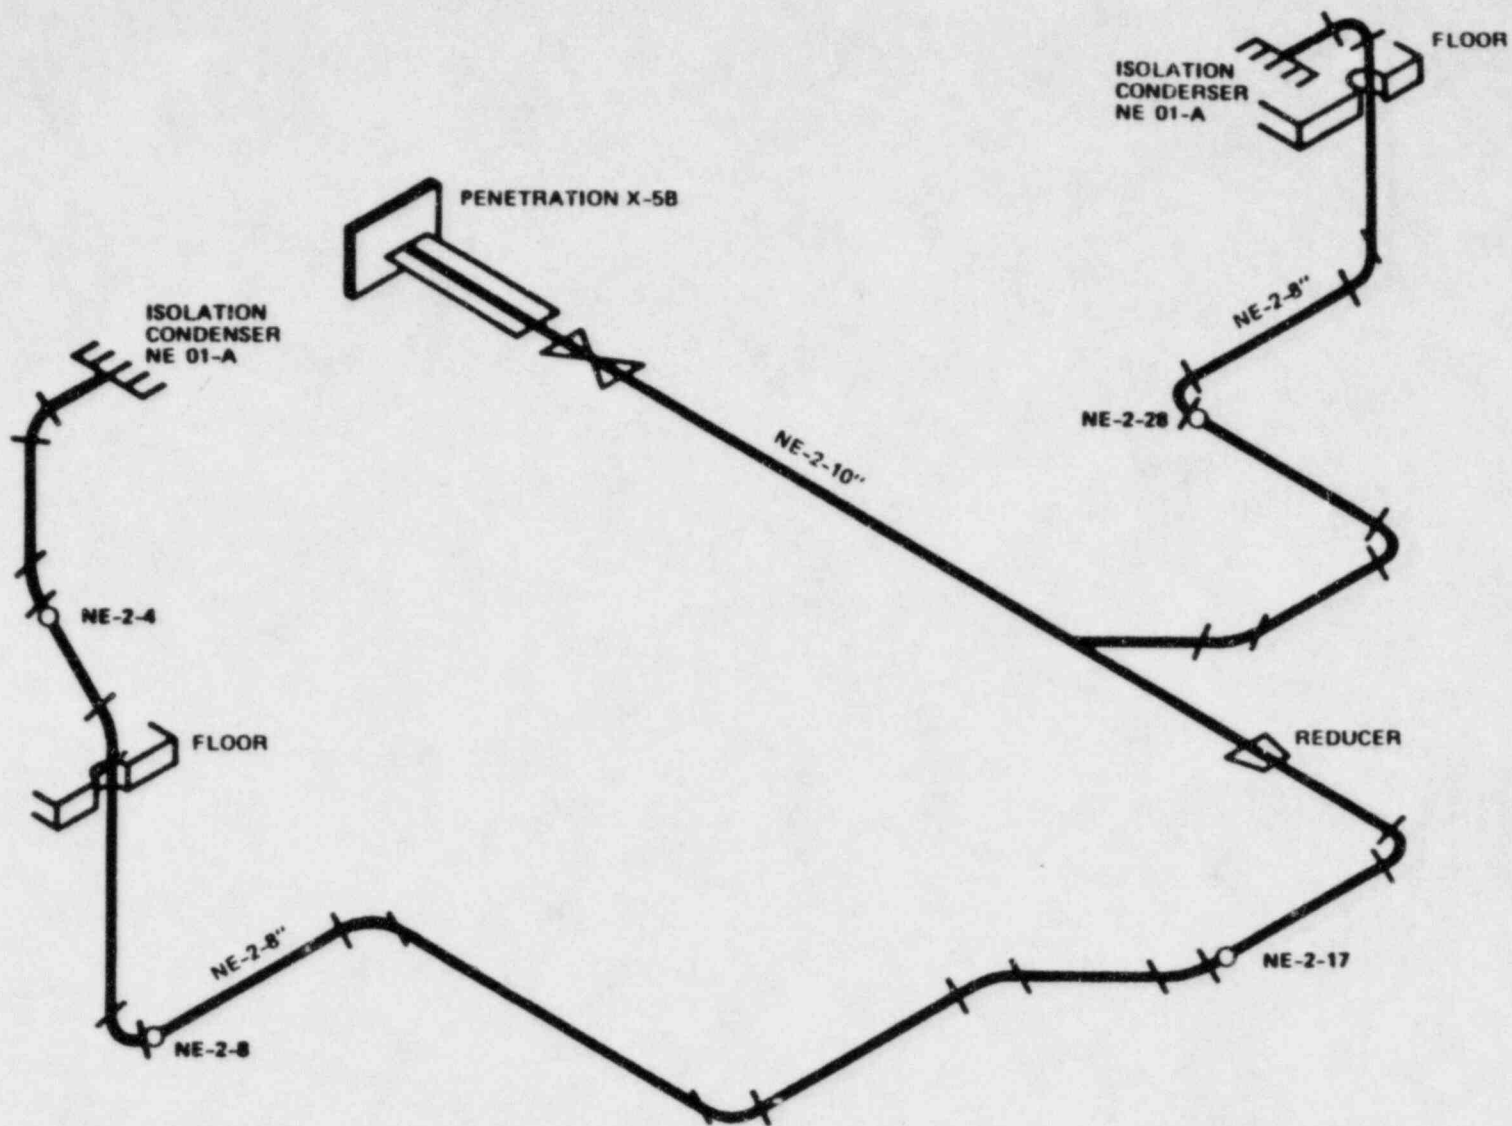 FLOOR
ISOLATION
CONDERSER
NE 01-A
PENETRATION X-5B
ISOLATION
CONDENSER
NE 01-A
NE-2-8"
NE-2-28
NE-2-10"
NE-2-4
REDUCER
FLOOR
NE-2-8"
NE-2-17
NE-2-8